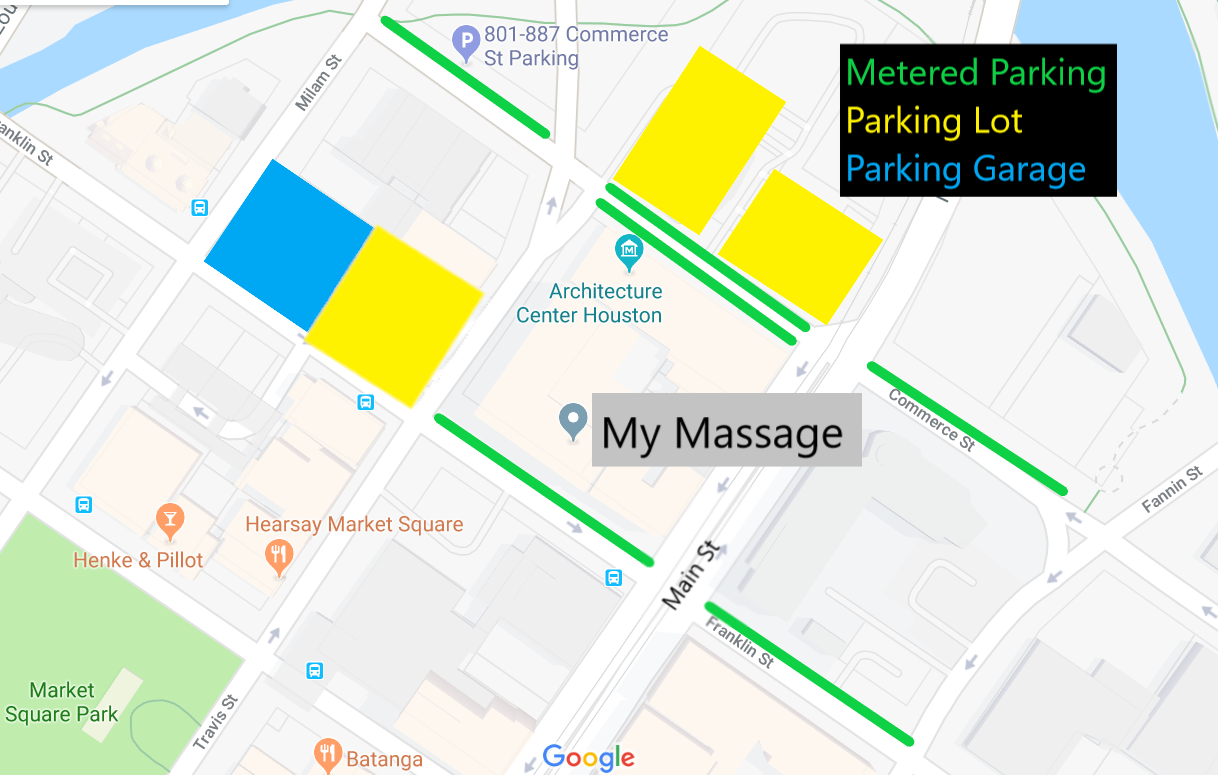 Lou
801-887 Commerce
St Parking
Metered Parking
Parking Lot
Parking Garage
Milam St
anklin St
Architecture
Center Houston
My Massage
Commerce St
Fannin St
Hearsay Market Square
Henke & Pillot
Main St
Franklin St
Market
Square Park
Travis St
Batanga
Google